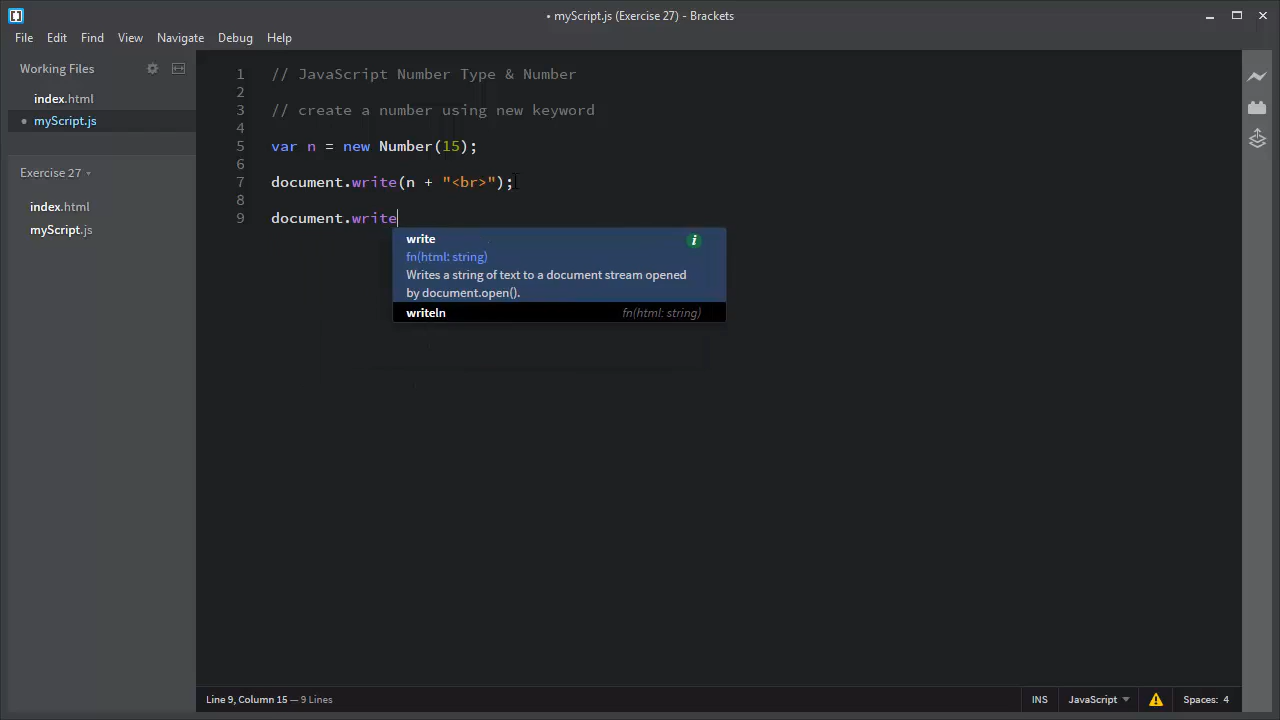 • myScript.js (Exercise 27) - Brackets
File Edit Find View Navigate Debug Help
Working Files
index.html
• myScript.js
Exercise 27
index.html
myScript.js
1 // JavaScript Number Type & Number
2
3 // create a number using new keyword
4
5 var n = new Number(15);
6
7 document.write(n + "<br>");
8
9 document.write
write
fn(html: string)
Writes a string of text to a document stream opened
by document.open().
writeln fn(html: string)
Line 9, Column 15 — 9 Lines INS JavaScript Spaces: 4